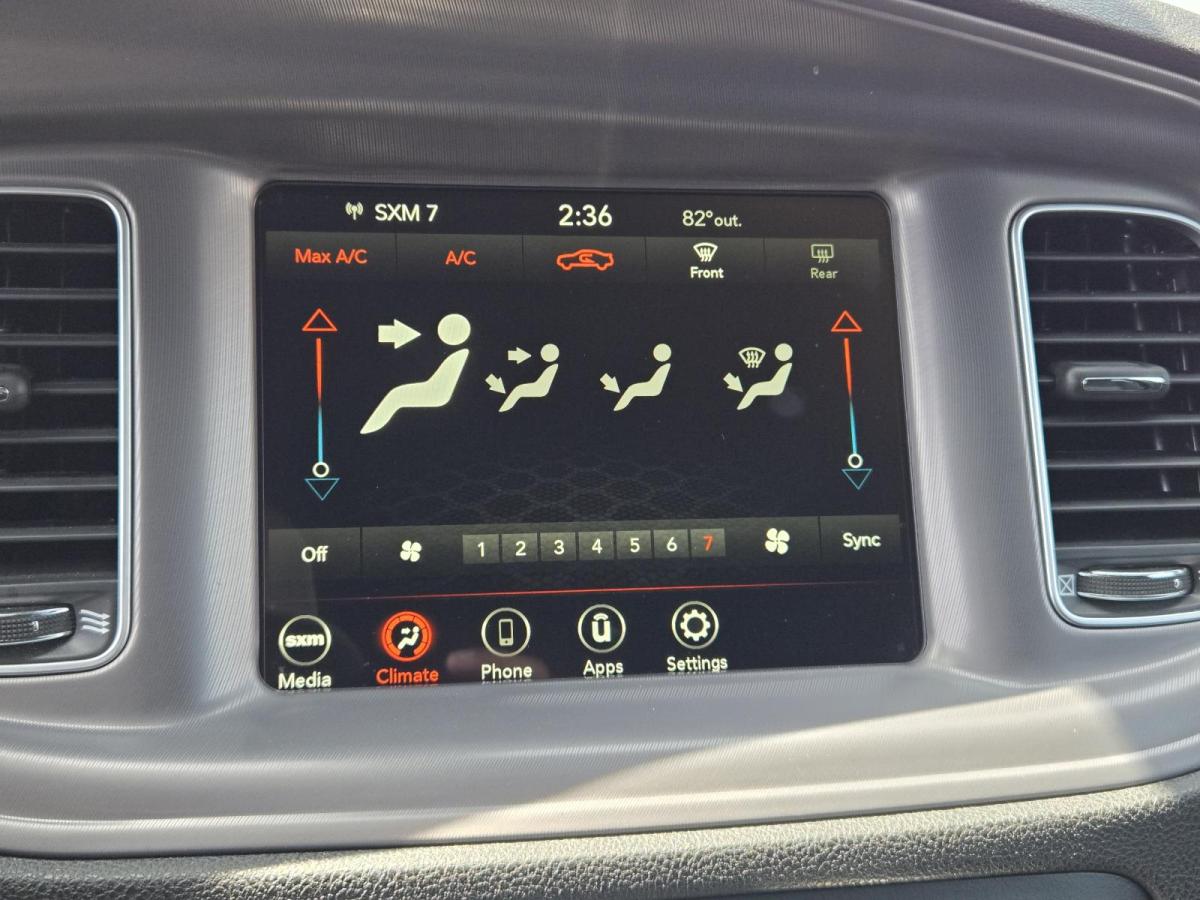 SXM 7 2:36 82°out.
Max A/C A/C Front Rear
Off 1 2 3 4 5 6 7 Sync
sxm û
Media Climate Phone Apps Settings